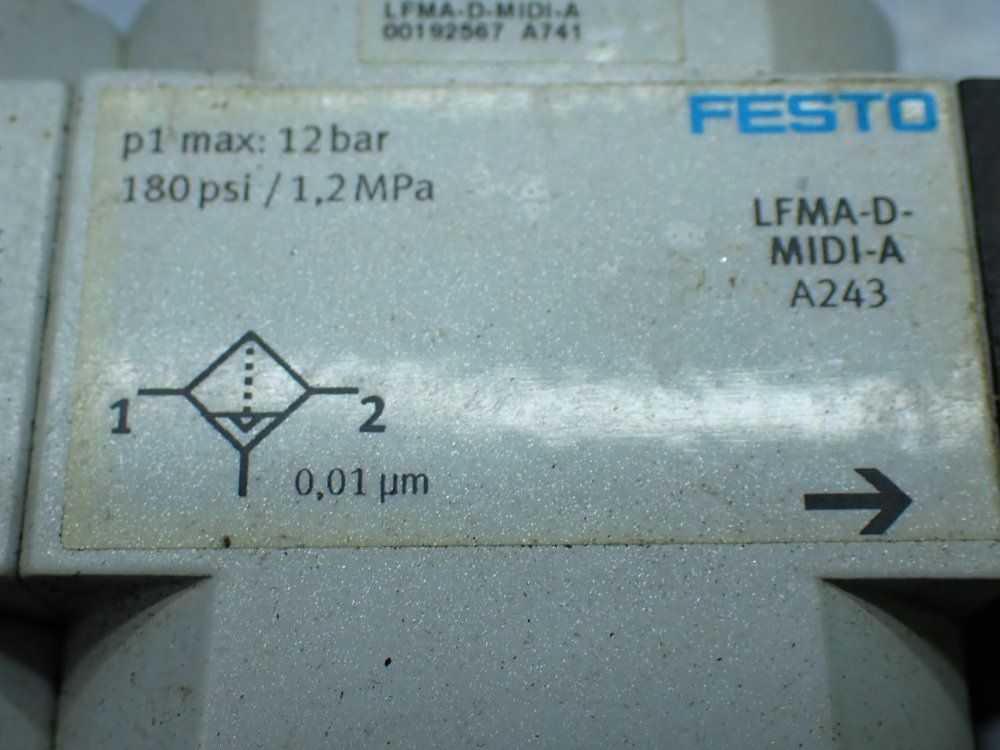 LFMA-D-MIDI-A
00192567 A741
FESTO
p1 max: 12 bar
180 psi / 1,2 MPa
LFMA-D-
MIDI-A
A243
1
2
0,01 µm